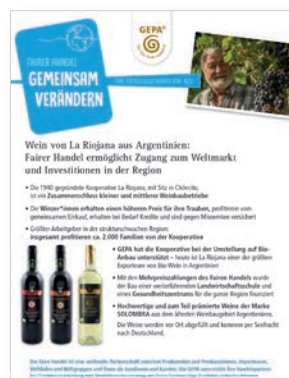 GEPA®
FAIRER HANDEL
GEMEINSAM
VERÄNDERN
Wein von La Riojana aus Argentinien:
Fairer Handel ermöglicht Zugang zum Weltmarkt
und Investitionen in der Region
• Die 1940 gegründete Kooperative La Riojana, mit Sitz in Chilecito,
ist ein Zusammenschluss kleiner und mittlerer Weinbaubetriebe
• Die Winzer*innen erhalten einen höheren Preis für ihre Trauben, profitieren vom
gemeinsamen Einkauf, erhalten bei Bedarf Kredite und sind gegen Missernten versichert
• Größter Arbeitgeber in der strukturschwachen Region:
insgesamt profitieren ca. 2.000 Familien von der Kooperative
• GEPA hat die Kooperative bei der Umstellung auf Bio-
Anbau unterstützt – heute ist La Riojana einer der größten
Exporteure von Bio-Wein in Argentinien
• Mit den Mehrpreiszahlungen des Fairen Handels wurde
der Bau einer weiterführenden Landwirtschaftsschule und
eines Gesundheitszentrums für die ganze Region finanziert
• Hochwertige und zum Teil prämierte Weine der Marke
SOLOMBRA aus dem ältesten Weinbaugebiet Argentiniens.
Die Weine werden vor Ort abgefüllt und kommen per Seefracht
nach Deutschland.